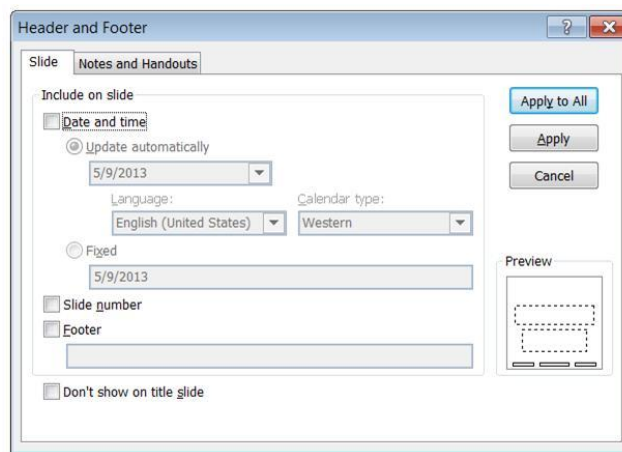 Header and Footer
Slide
Notes and Handouts
Include on slide
Date and time
Update automatically
5/9/2013
Language:
Calendar type:
English (United States)
Western
Fixed
5/9/2013
Slide number
Footer
Don't show on title slide
Apply to All
Apply
Cancel
Preview